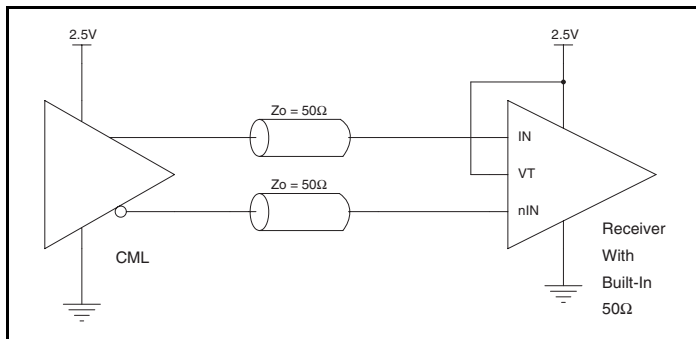 2.5V
2.5V
Zo = 50Ω
IN
VT
Zo = 50Ω
nIN
CML
Receiver
With
Built-In
50Ω